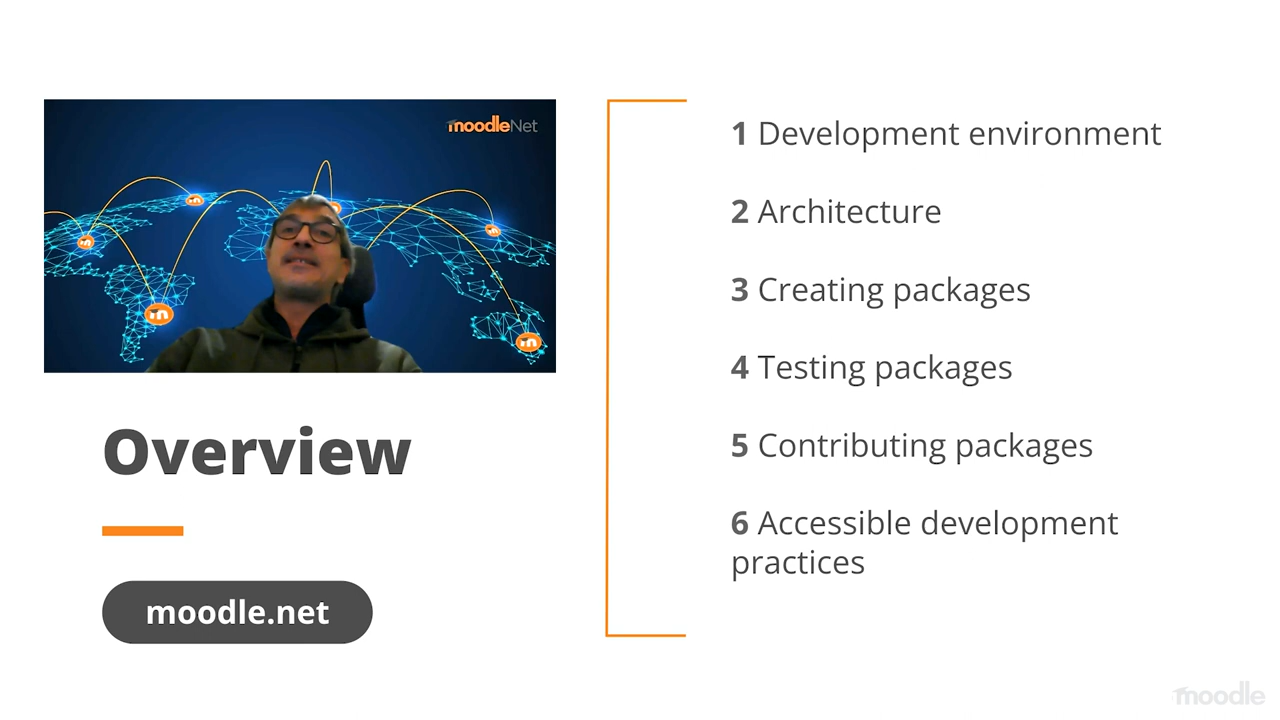 moodleNet
Overview
moodle.net
1 Development environment
2 Architecture
3 Creating packages
4 Testing packages
5 Contributing packages
6 Accessible development
practices
moodle